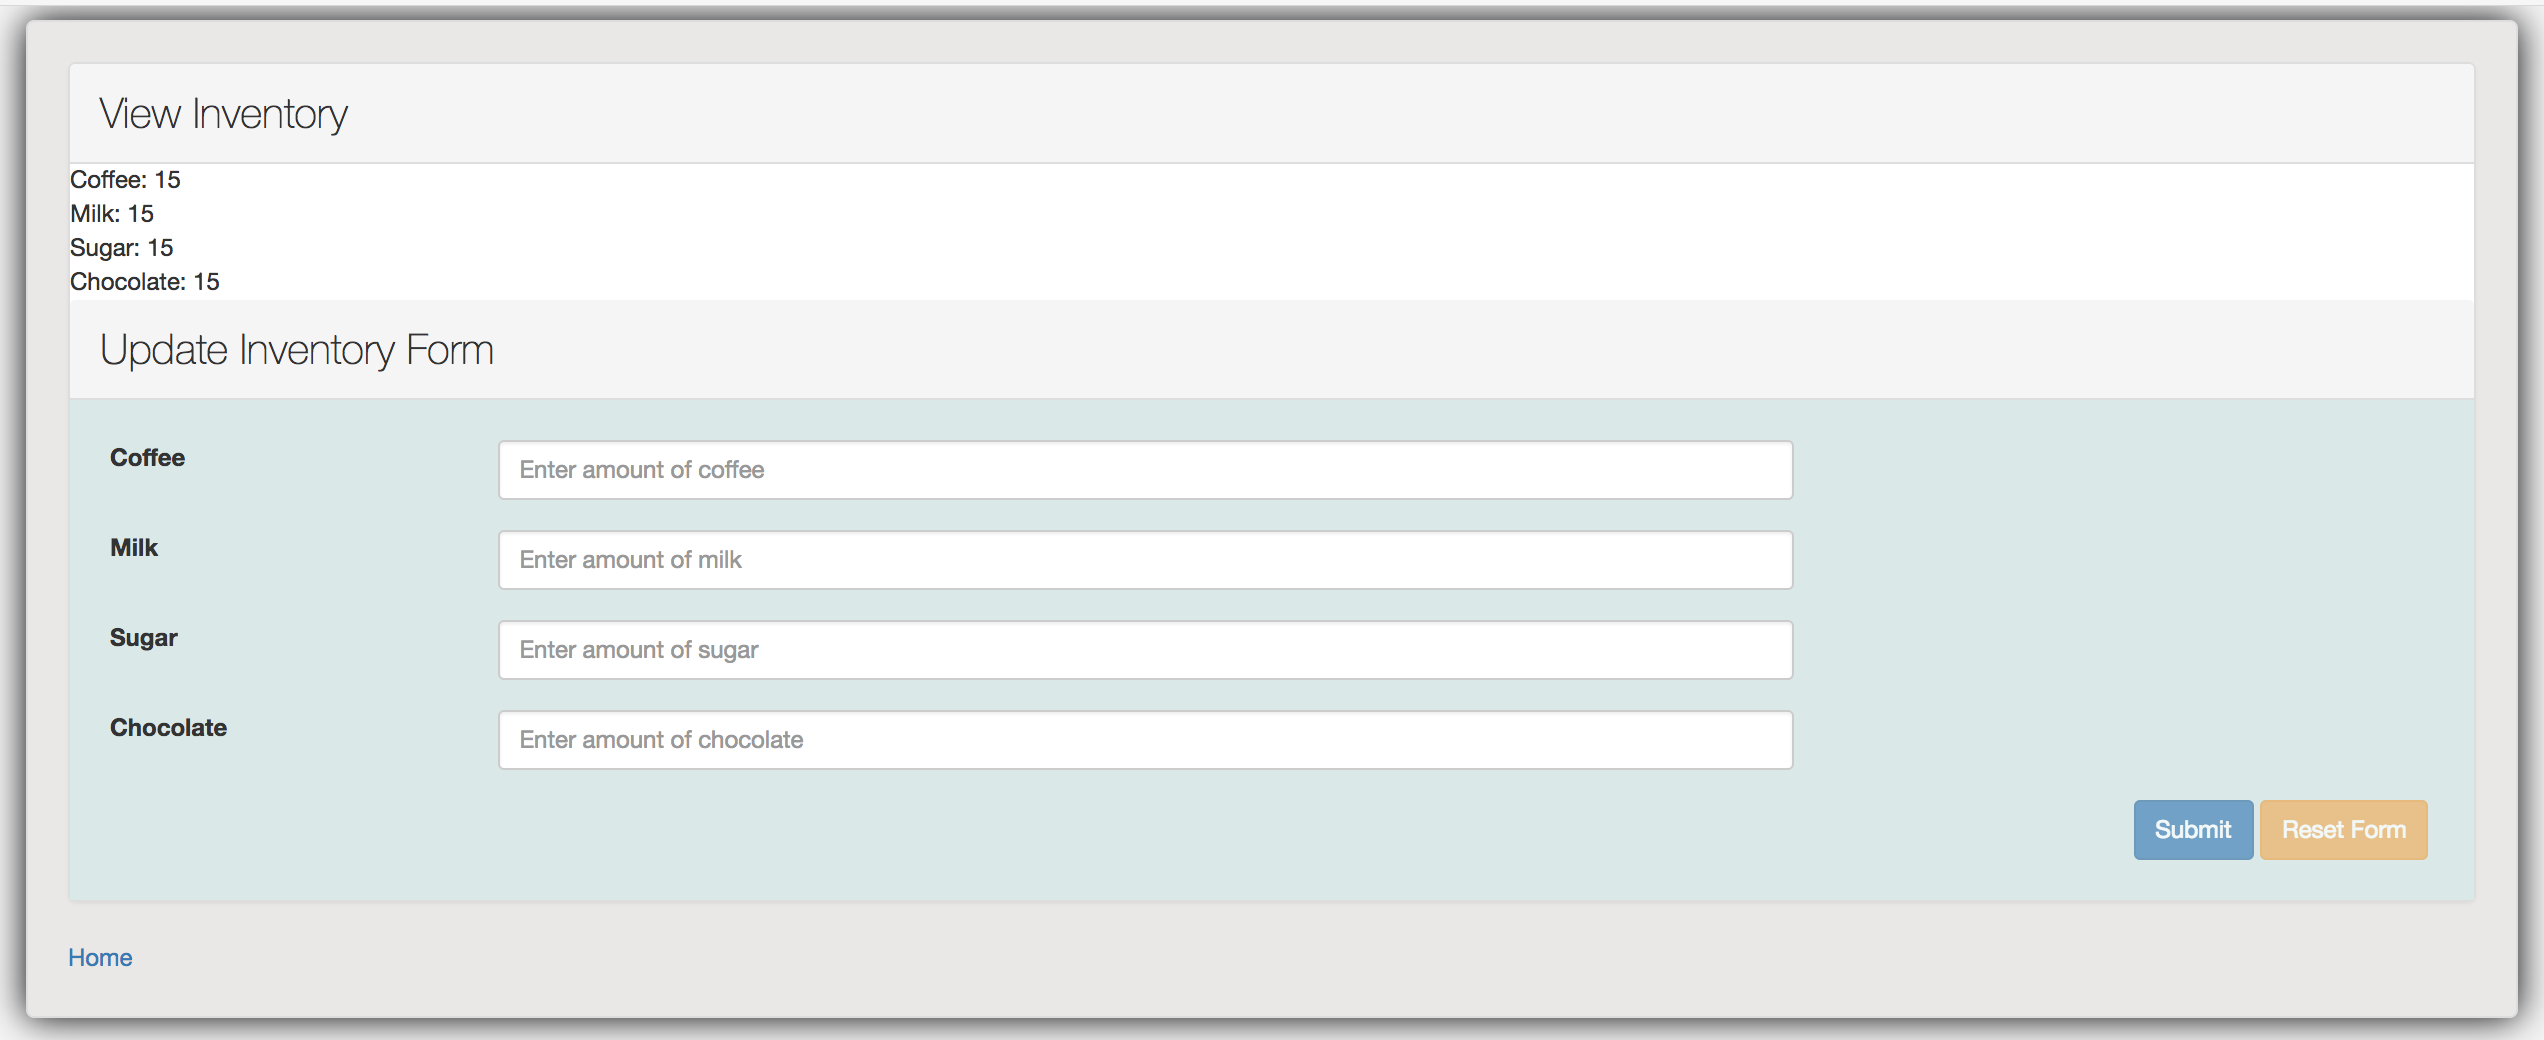 View Inventory
Coffee: 15
Milk: 15
Sugar: 15
Chocolate: 15
Update Inventory Form
Coffee Enter amount of coffee
Milk Enter amount of milk
Sugar Enter amount of sugar
Chocolate Enter amount of chocolate
Submit Reset Form
Home